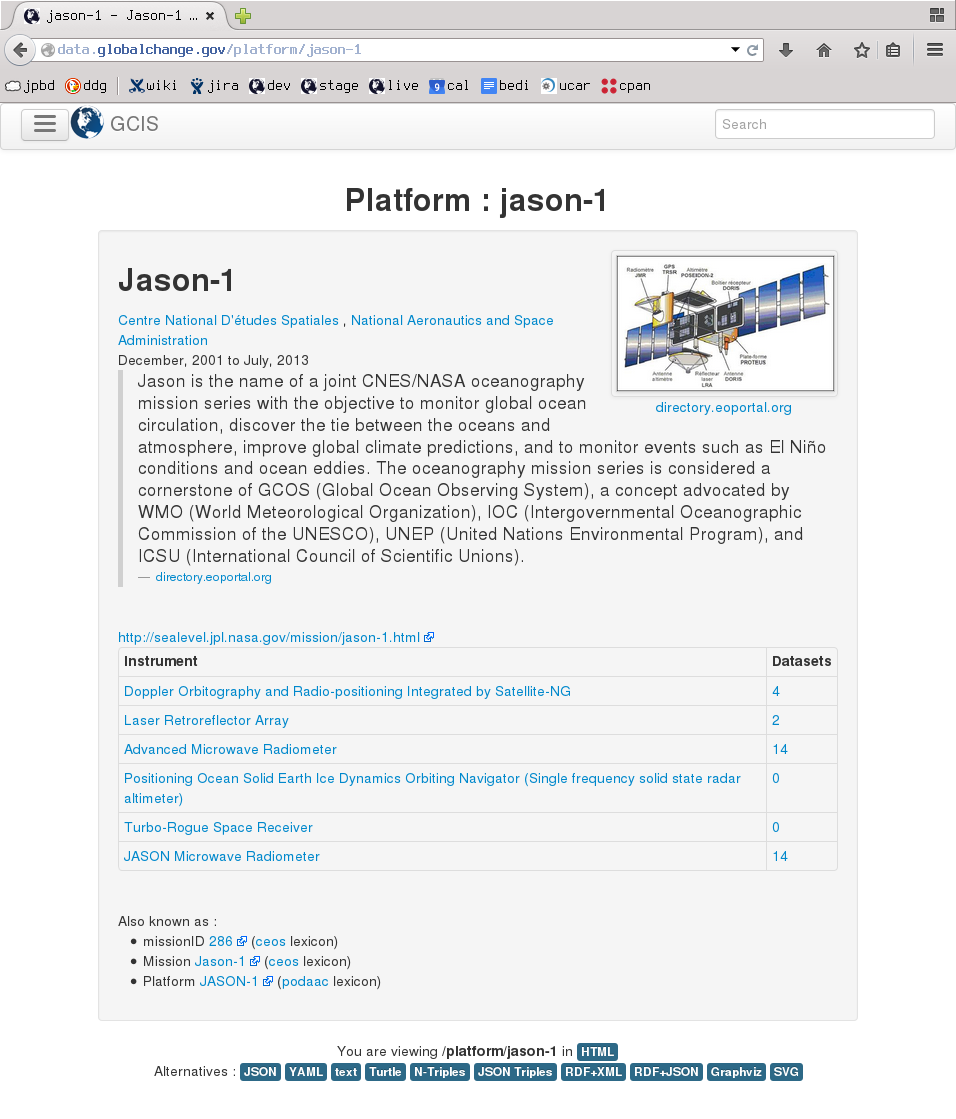 jason-1 - Jason-1 ...
data.globalchange.gov/platform/jason-1
jpbd ddg wiki jira dev stage live cal bedi ucar cpan
GCIS
Search
Platform : jason-1
Jason-1
Centre National D'études Spatiales , National Aeronautics and Space
Administration
December, 2001 to July, 2013
Radiomètre
JMR
GPS
TRSR
Altimètre
POSEIDON-2
Boîtier récepteur
DORIS
Plate-forme
PROTEUS
Antenne
altimètre
Réflecteur
laser
LRA
Antenne
DORIS
directory.eoportal.org
Jason is the name of a joint CNES/NASA oceanography
mission series with the objective to monitor global ocean
circulation, discover the tie between the oceans and
atmosphere, improve global climate predictions, and to monitor events such as El Niño
conditions and ocean eddies. The oceanography mission series is considered a
cornerstone of GCOS (Global Ocean Observing System), a concept advocated by
WMO (World Meteorological Organization), IOC (Intergovernmental Oceanographic
Commission of the UNESCO), UNEP (United Nations Environmental Program), and
ICSU (International Council of Scientific Unions).
— directory.eoportal.org
http://sealevel.jpl.nasa.gov/mission/jason-1.html
Instrument Datasets
Doppler Orbitography and Radio-positioning Integrated by Satellite-NG 4
Laser Retroreflector Array 2
Advanced Microwave Radiometer 14
Positioning Ocean Solid Earth Ice Dynamics Orbiting Navigator (Single frequency solid state radar 0
altimeter)
Turbo-Rogue Space Receiver 0
JASON Microwave Radiometer 14
Also known as :
• missionID 286 (ceos lexicon)
• Mission Jason-1 (ceos lexicon)
• Platform JASON-1 (podaac lexicon)
You are viewing /platform/jason-1 in HTML
Alternatives : JSON YAML text Turtle N-Triples JSON Triples RDF+XML RDF+JSON Graphviz SVG